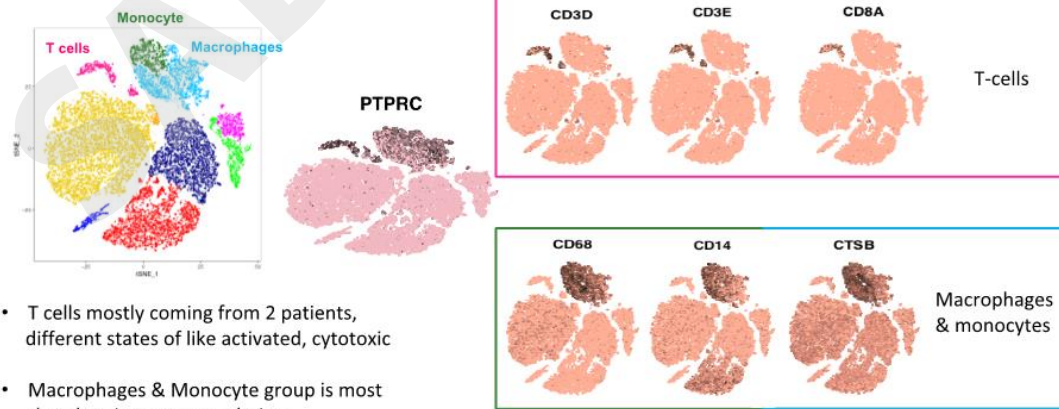 Monocyte
T cells
Macrophages
tSNE_1
PTPRC
CD3D CD3E CD8A
T-cells
CD68 CD14 CTSB
Macrophages
& monocytes
• T cells mostly coming from 2 patients,
different states of like activated, cytotoxic
• Macrophages & Monocyte group is most